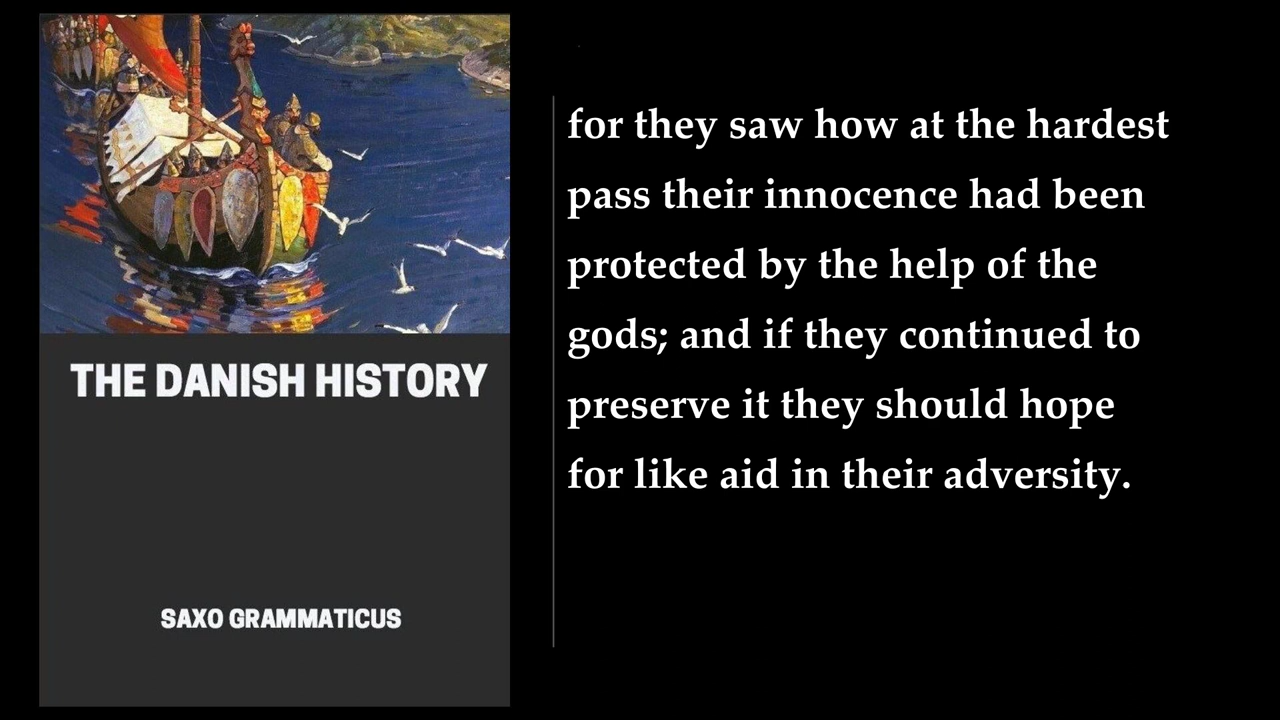 THE DANISH HISTORY
SAXO GRAMMATICUS
for they saw how at the hardest
pass their innocence had been
protected by the help of the
gods; and if they continued to
preserve it they should hope
for like aid in their adversity.